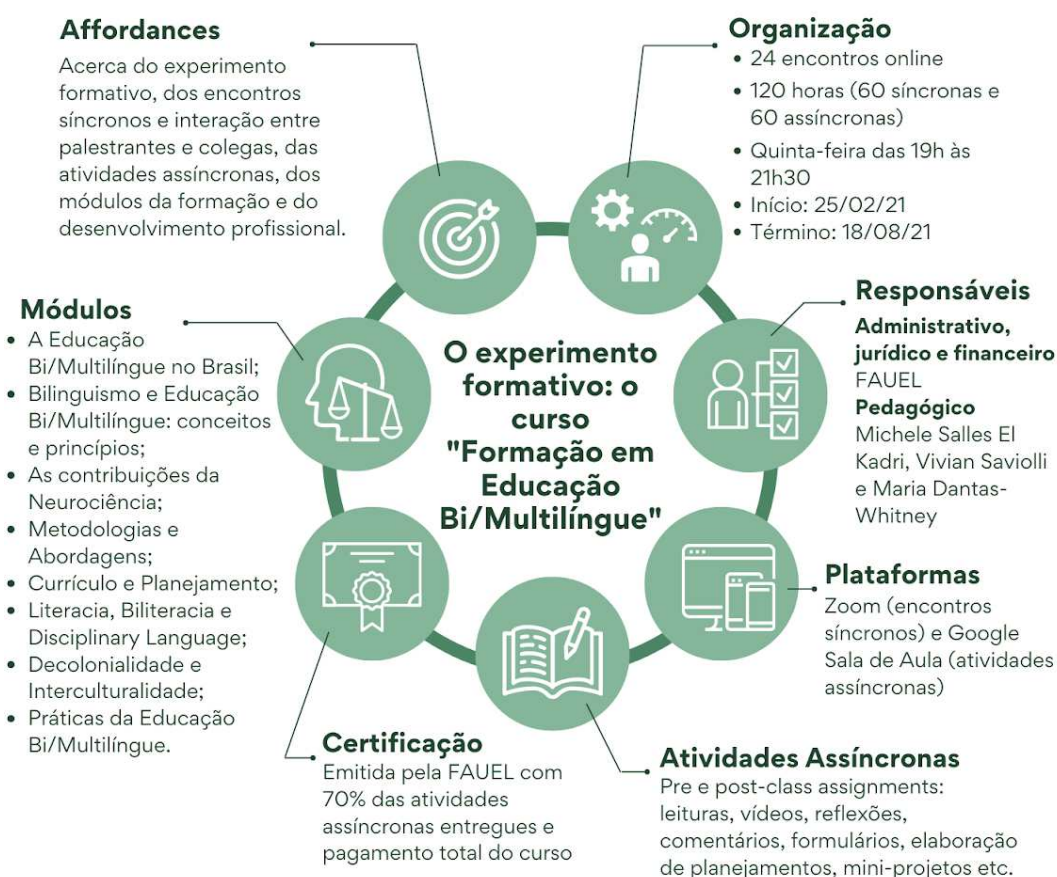 Affordances
Acerca do experimento
formativo, dos encontros
síncronos e interação entre
palestrantes e colegas, das
atividades assíncronas, dos
módulos da formação e do
desenvolvimento profissional.
Organização
• 24 encontros online
• 120 horas (60 síncronas e
60 assíncronas)
• Quinta-feira das 19h às
21h30
• Início: 25/02/21
• Término: 18/08/21
Módulos
• A Educação
Bi/Multilíngue no Brasil;
• Bilinguismo e Educação
Bi/Multilíngue: conceitos
e princípios;
• As contribuições da
Neurociência;
• Metodologias e
Abordagens;
• Currículo e Planejamento;
• Literacia, Biliteracia e
Disciplinary Language;
• Decolonialidade e
Interculturalidade;
• Práticas da Educação
Bi/Multilíngue.
O experimento
formativo: o
curso
"Formação em
Educação
Bi/Multilíngue"
Responsáveis
Administrativo,
jurídico e financeiro
FAUEL
Pedagógico
Michele Salles El
Kadri, Vivian Saviolli
e Maria Dantas-
Whitney
Plataformas
Zoom (encontros
síncronos) e Google
Sala de Aula (atividades
assíncronas)
Certificação
Emitida pela FAUEL com
70% das atividades
assíncronas entregues e
pagamento total do curso
Atividades Assíncronas
Pre e post-class assignments:
leituras, vídeos, reflexões,
comentários, formulários, elaboração
de planejamentos, mini-projetos etc.